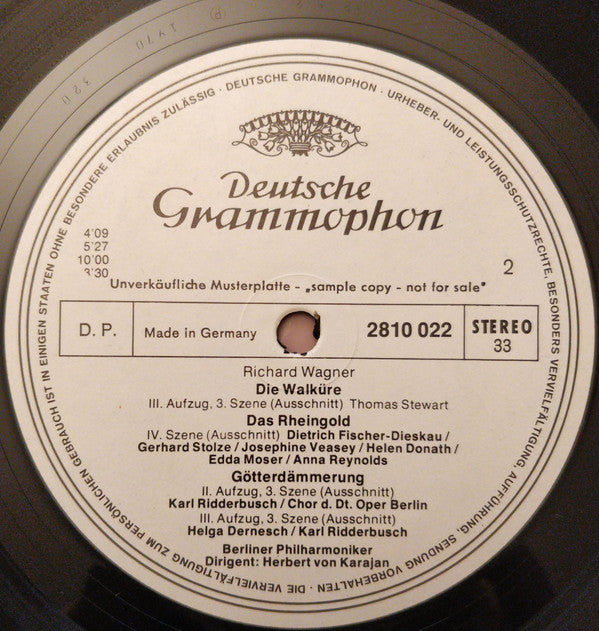 320
1970
DIE VERVIELFÄLTIGUNG ZUM PERSÖNLICHEN GEBRAUCH IST IN EINIGEN STAATEN OHNE BESONDERE ERLAUBNIS ZULÄSSIG · DEUTSCHE GRAMMOPHON · URHEBER- UND LEISTUNGSSCHUTZRECHTE, BESONDERS VERVIELFÄLTIGUNG, AUFFÜHRUNG, SENDUNG VORBEHALTEN ·
Deutsche
Grammophon
4'09
5'27
10'00
3'30
2
Unverkäufliche Musterplatte - „sample copy - not for sale"
D. P.
Made in Germany
2810 022
STEREO
33
Richard Wagner
Die Walküre
III. Aufzug, 3. Szene (Ausschnitt) Thomas Stewart
Das Rheingold
IV. Szene (Ausschnitt) Dietrich Fischer-Dieskau /
Gerhard Stolze / Josephine Veasey / Helen Donath /
Edda Moser / Anna Reynolds
Götterdämmerung
II. Aufzug, 3. Szene (Ausschnitt)
Karl Ridderbusch / Chor d. Dt. Oper Berlin
III. Aufzug, 3. Szene (Ausschnitt)
Helga Dernesch / Karl Ridderbusch
Berliner Philharmoniker
Dirigent: Herbert von Karajan